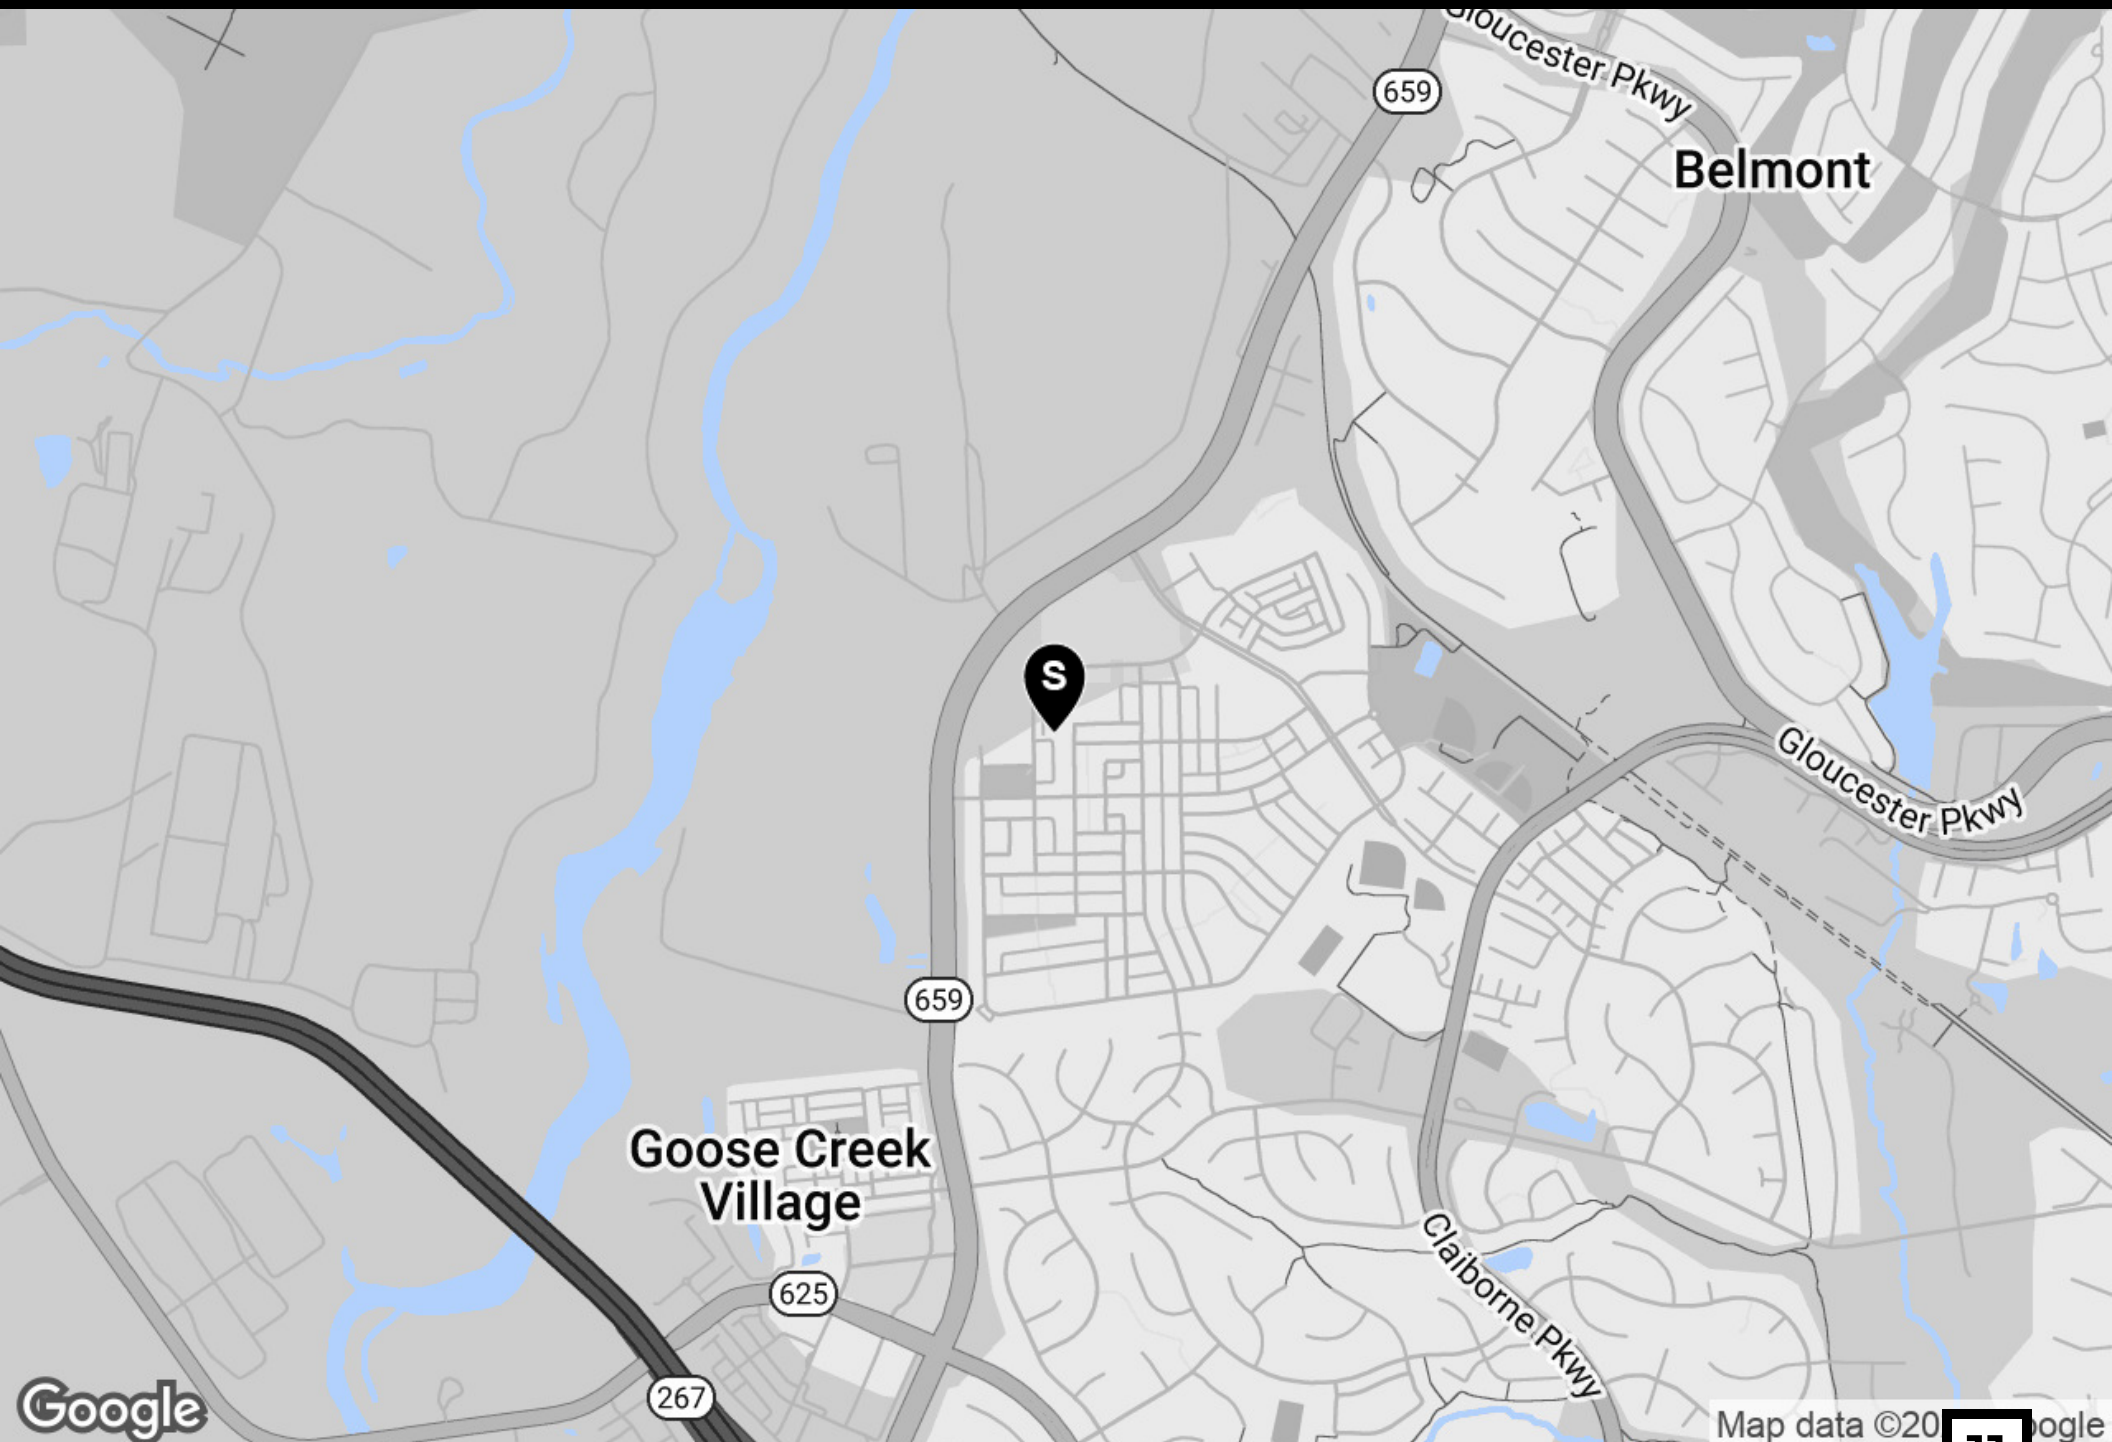 Gloucester Pkwy
659
Belmont
S
Gloucester Pkwy
659
Goose Creek
Village
Claiborne Pkwy
625
267
Google
Map data ©20